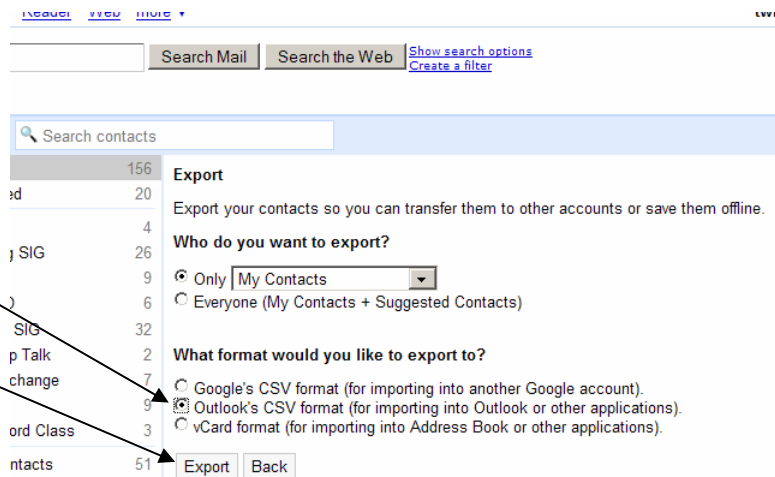 Reader Web more ▼
Search Mail Search the Web Show search options
Create a filter
Search contacts
156
Export
20
Export your contacts so you can transfer them to other accounts or save them offline.
4
SIG 26
Who do you want to export?
9
Only My Contacts
6
Everyone (My Contacts + Suggested Contacts)
SIG 32
p Talk 2
What format would you like to export to?
change 7
Google's CSV format (for importing into another Google account).
9
Outlook's CSV format (for importing into Outlook or other applications).
ord Class 3
vCard format (for importing into Address Book or other applications).
ntacts 51
Export Back